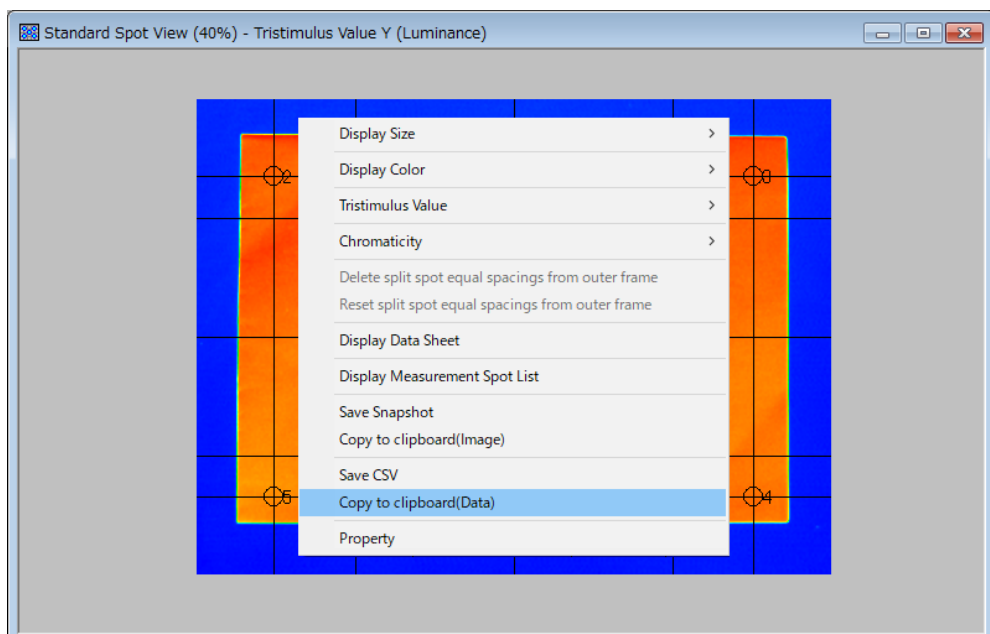 Standard Spot View (40%) - Tristimulus Value Y (Luminance)
Display Size
Display Color
2
3
Tristimulus Value
Chromaticity
Delete split spot equal spacings from outer frame
Reset split spot equal spacings from outer frame
Display Data Sheet
Display Measurement Spot List
Save Snapshot
Copy to clipboard(Image)
Save CSV
5
Copy to clipboard(Data)
4
Property